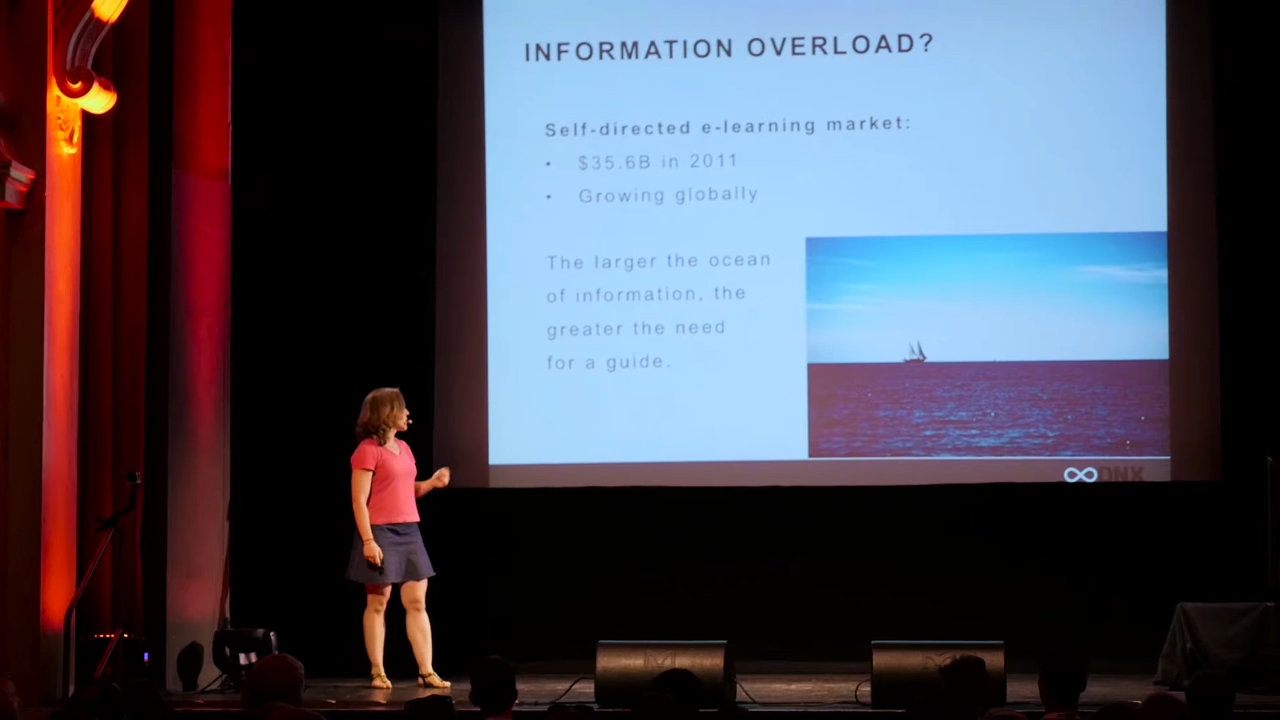 INFORMATION OVERLOAD?
Self-directed e-learning market:
• $35.6B in 2011
• Growing globally
The larger the ocean
of information, the
greater the need
for a guide.
DNX